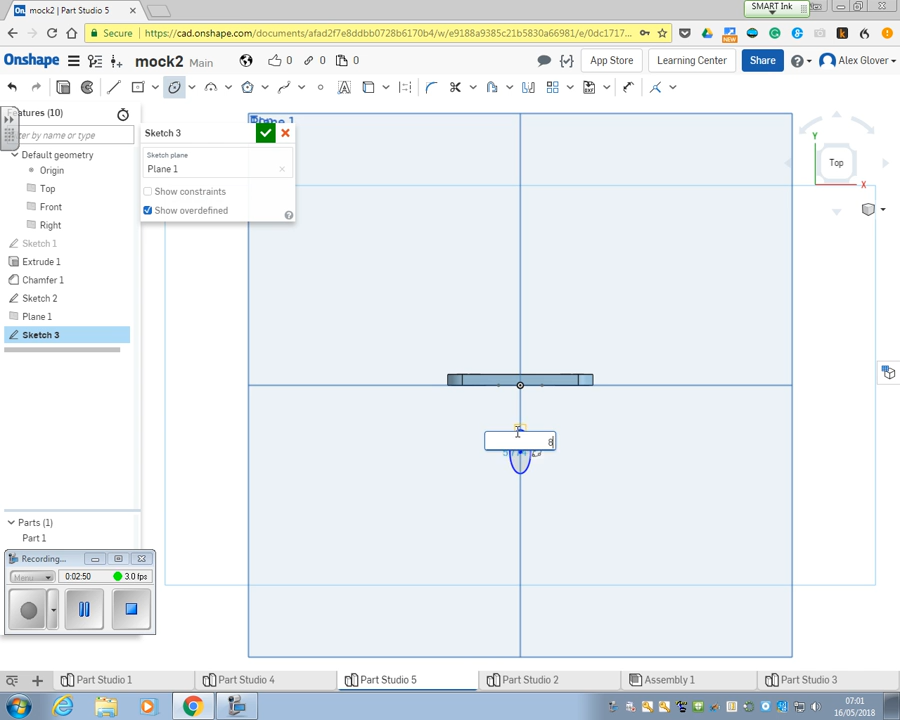 mock2 | Part Studio 5
SMART Ink
Secure
https://cad.onshape.com/documents/afad2f7e8ddbb0728b6170b4/w/e9188a9385c21b5830a66981/e/0dc1717...
NEW
Onshape
mock2 Main
0
0
0
App Store
Learning Center
Share
Alex Glover
Features (10)
er by name or type
Default geometry
Origin
Top
Front
Right
Sketch 1
Extrude 1
Chamfer 1
Sketch 2
Plane 1
Sketch 3
Sketch 3
Sketch plane
Plane 1
Show constraints
Show overdefined
Y
Top
X
8
Parts (1)
Part 1
Recording...
Menu
0:02:50
3.0 fps
Part Studio 1
Part Studio 4
Part Studio 5
Part Studio 2
Assembly 1
Part Studio 3
07:01
16/05/2018